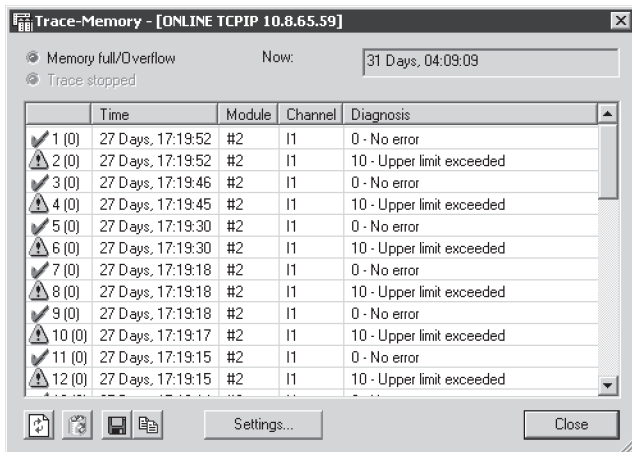 Trace-Memory - [ONLINE TCPIP 10.8.65.59]
Memory full/Overflow Now: 31 Days, 04:09:09
Trace stopped
Time Module Channel Diagnosis
1 (0) 27 Days, 17:19:52 #2 I1 0 - No error
2 (0) 27 Days, 17:19:52 #2 I1 10 - Upper limit exceeded
3 (0) 27 Days, 17:19:46 #2 I1 0 - No error
4 (0) 27 Days, 17:19:45 #2 I1 10 - Upper limit exceeded
5 (0) 27 Days, 17:19:30 #2 I1 0 - No error
6 (0) 27 Days, 17:19:30 #2 I1 10 - Upper limit exceeded
7 (0) 27 Days, 17:19:18 #2 I1 0 - No error
8 (0) 27 Days, 17:19:18 #2 I1 10 - Upper limit exceeded
9 (0) 27 Days, 17:19:18 #2 I1 0 - No error
10 (0) 27 Days, 17:19:17 #2 I1 10 - Upper limit exceeded
11 (0) 27 Days, 17:19:15 #2 I1 0 - No error
12 (0) 27 Days, 17:19:15 #2 I1 10 - Upper limit exceeded
Settings... Close